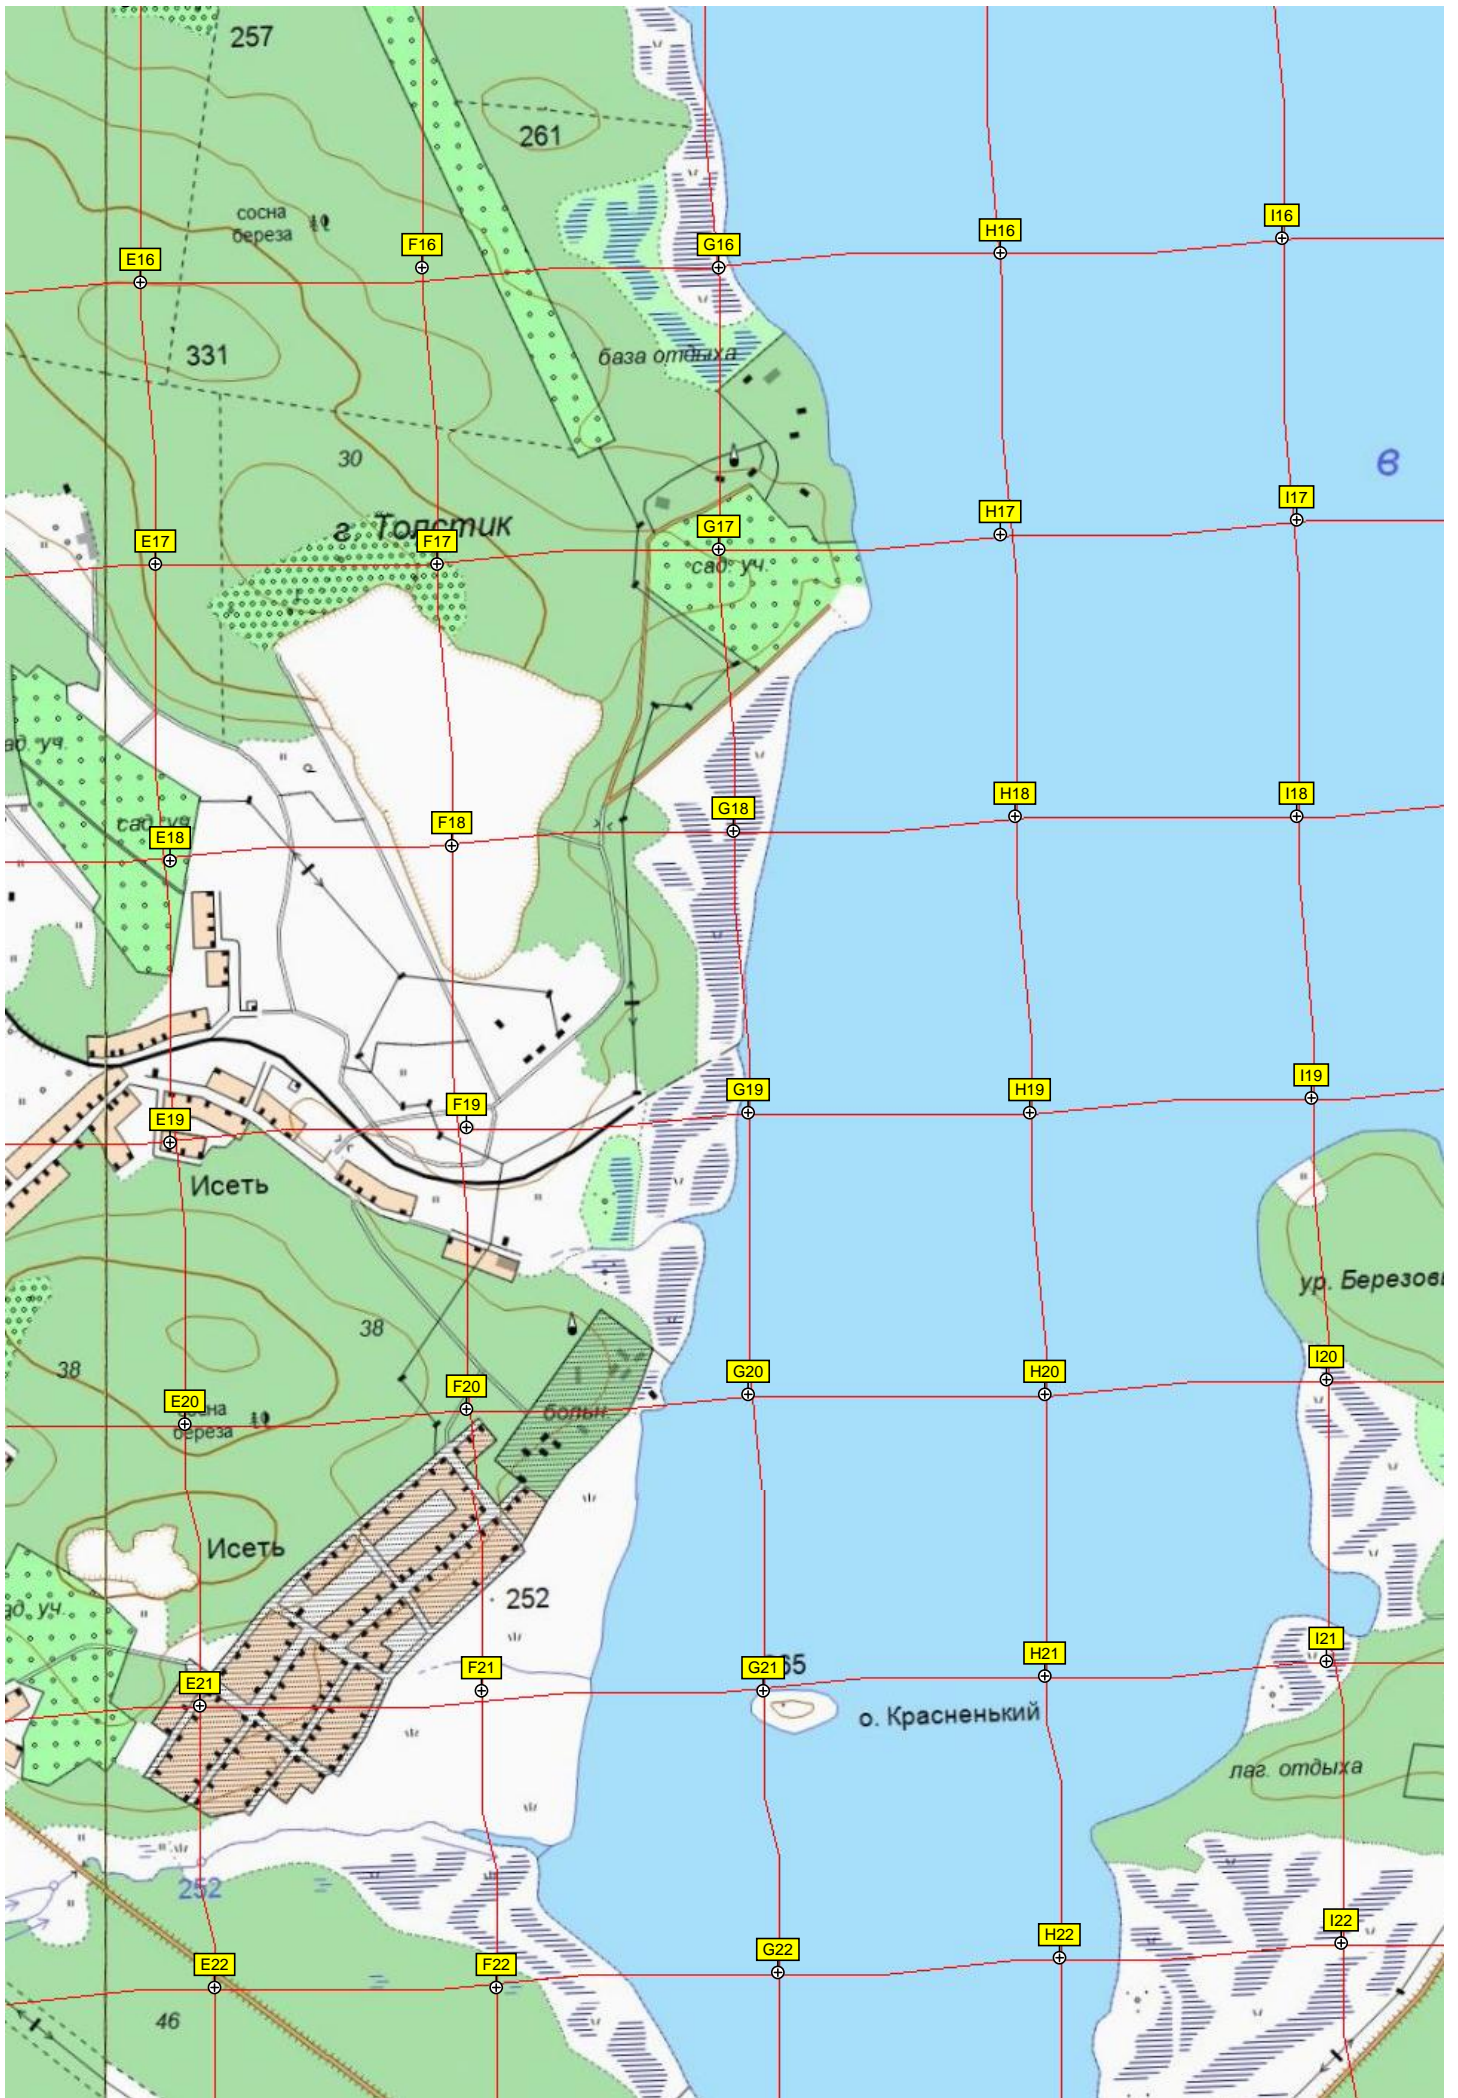 257
261
сосна
береза
I16
H16
F16
G16
E16
331
база отдыха
30
в
г. Толстик
I17
H17
G17
F17
E17
сад. уч.
ад. уч.
сад. уч.
I18
H18
G18
F18
E18
I19
H19
G19
F19
E19
Исеть
ур. Березов
38
38
I20
H20
G20
F20
E20
больн.
береза
Исеть
252
ад. уч.
I21
H21
G21
F21
E21
о. Красненький
лаг. отдыха
252
I22
H22
G22
F22
E22
46